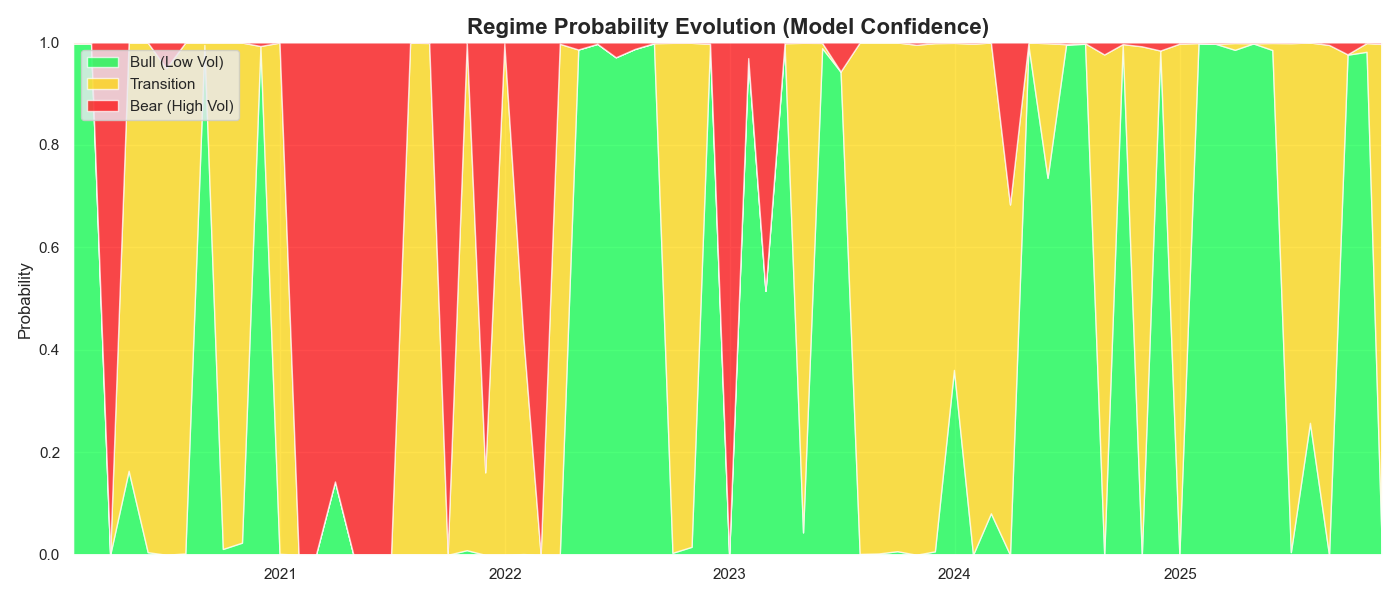 Regime Probability Evolution (Model Confidence)
1.0
0.8
0.6
0.4
0.2
0.0
Probability
Bull (Low Vol)
Transition
Bear (High Vol)
2021
2022
2023
2024
2025